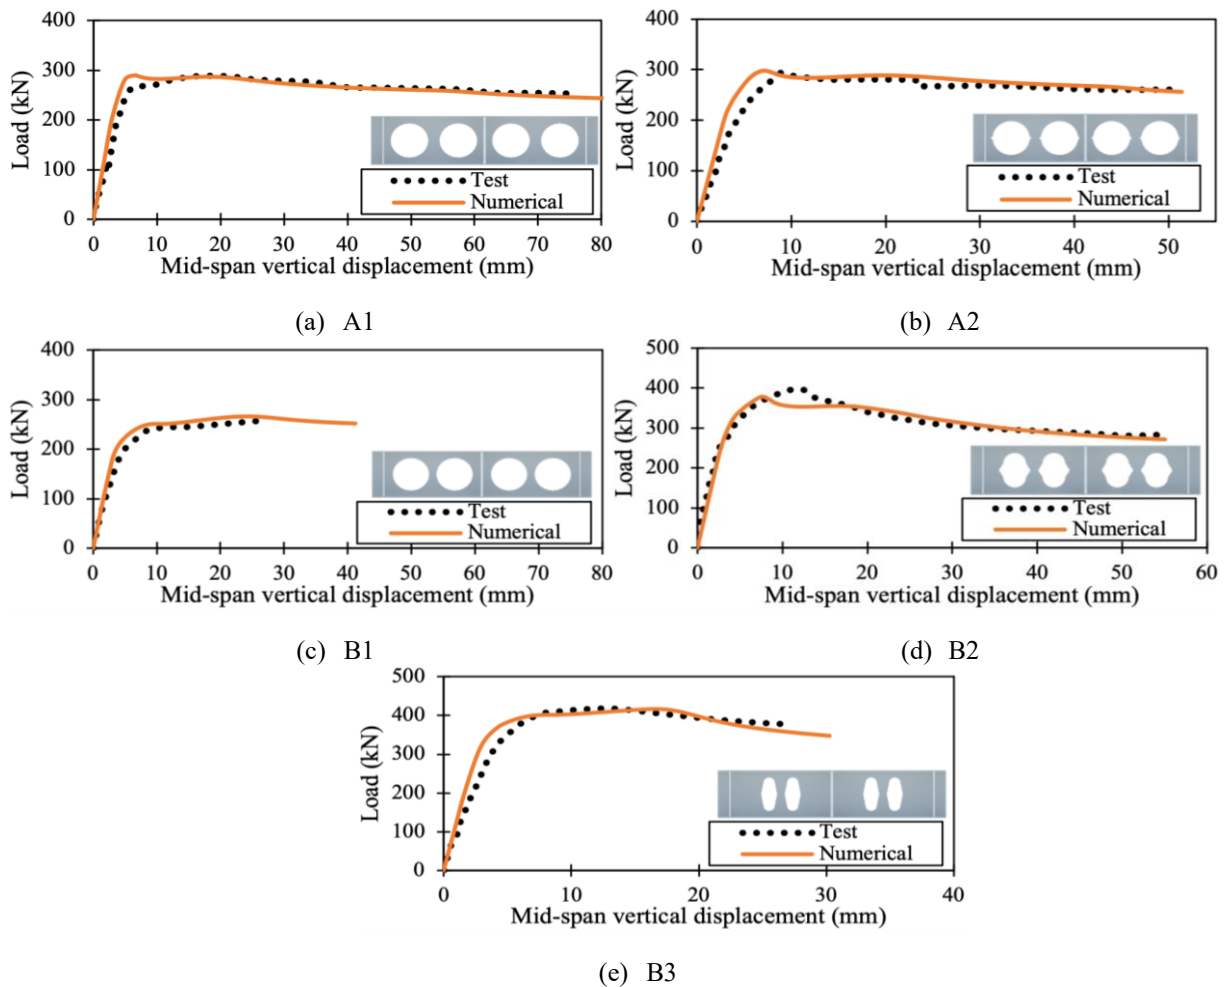 400
300
200
100
0
Load (kN)
0 10 20 30 40 50 60 70 80
Mid-span vertical displacement (mm)
Test
Numerical
(a) A1
400
300
200
100
0
Load (kN)
0 10 20 30 40 50
Mid-span vertical displacement (mm)
Test
Numerical
(b) A2
400
300
200
100
0
Load (kN)
0 10 20 30 40 50 60 70 80
Mid-span vertical displacement (mm)
Test
Numerical
(c) B1
500
400
300
200
100
0
Load (kN)
0 10 20 30 40 50 60
Mid-span vertical displacement (mm)
Test
Numerical
(d) B2
500
400
300
200
100
0
Load (kN)
0 10 20 30 40
Mid-span vertical displacement (mm)
Test
Numerical
(e) B3